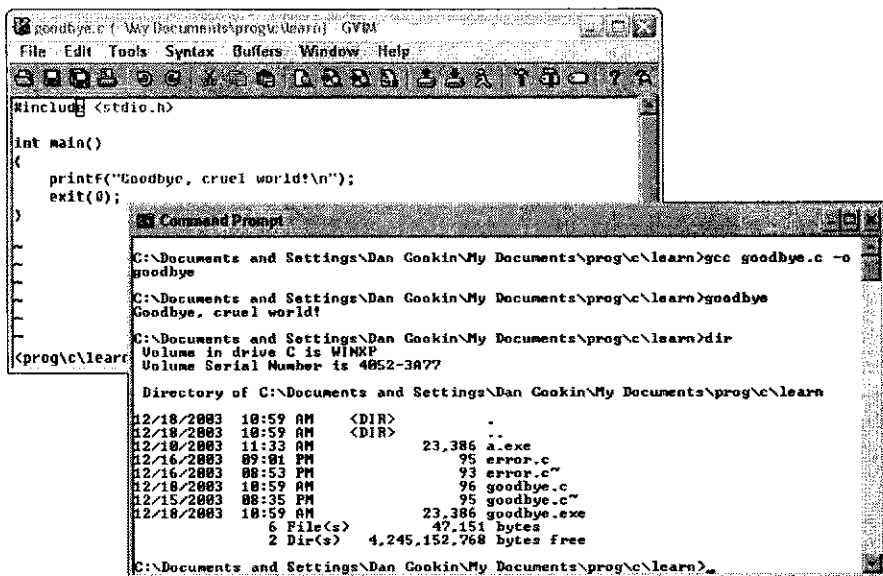 goodbye.c (~\My Documents\prog\c\learn) - GVIM
File Edit Tools Syntax Buffers Window Help
#include <stdio.h>
int main()
{
printf("Goodbye, cruel world!\n");
exit(0);
}
~
~
~
~
~
~
~
<prog\c\learn
Command Prompt
C:\Documents and Settings\Dan Gookin\My Documents\prog\c\learn>gcc goodbye.c -o
goodbye
C:\Documents and Settings\Dan Gookin\My Documents\prog\c\learn>goodbye
Goodbye, cruel world!
C:\Documents and Settings\Dan Gookin\My Documents\prog\c\learn>dir
Volume in drive C is WINXP
Volume Serial Number is 4052-3A77
Directory of C:\Documents and Settings\Dan Gookin\My Documents\prog\c\learn
12/18/2003 10:59 AM <DIR> .
12/18/2003 10:59 AM <DIR> ..
12/10/2003 11:33 AM 23,386 a.exe
12/16/2003 09:01 PM 95 error.c
12/16/2003 08:53 PM 93 error.c~
12/18/2003 10:59 AM 96 goodbye.c
12/15/2003 08:35 PM 95 goodbye.c~
12/18/2003 10:59 AM 23,386 goodbye.exe
6 File(s) 47,151 bytes
2 Dir(s) 4,245,152,768 bytes free
C:\Documents and Settings\Dan Gookin\My Documents\prog\c\learn>_